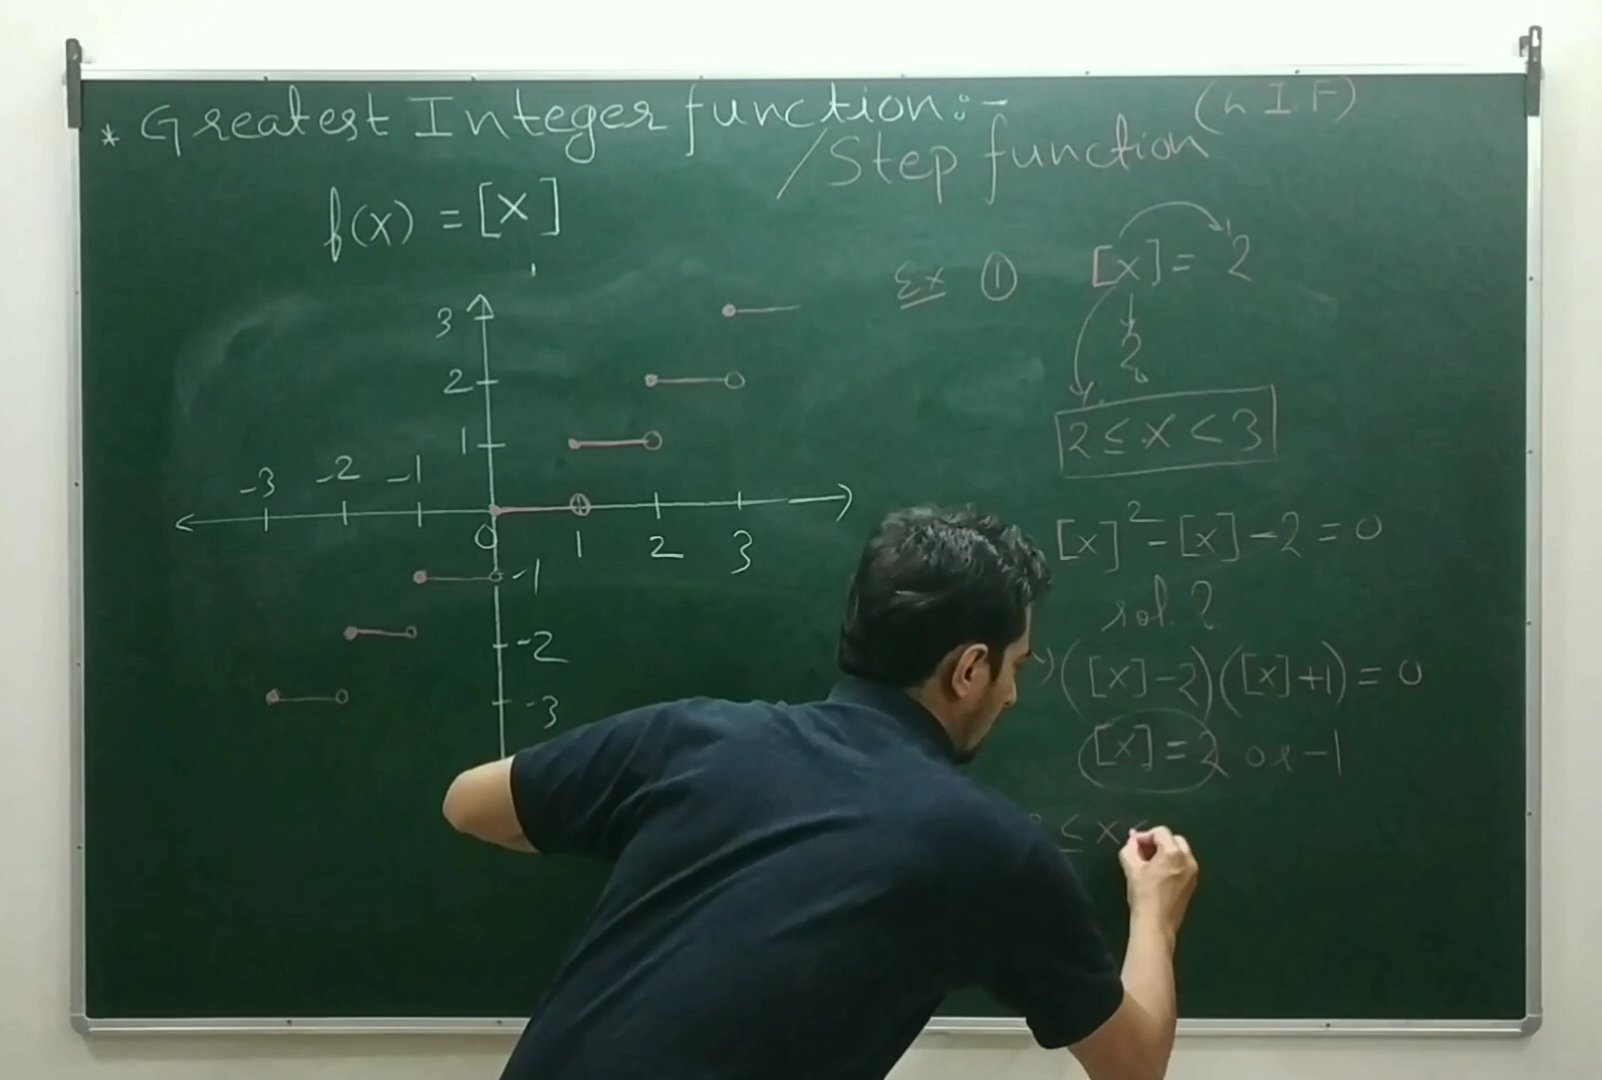 * Greatest Integer function:-
(G.I.F)
/Step function
f(x) = [x]
Ex ① [x] = 2
2
2 ≤ x < 3
3
2
1
-3 -2 -1
0 1 2 3
-1
-2
-3
[x]² - [x] - 2 = 0
sol. ?
([x]-2)([x]+1) = 0
[x] = 2 or -1
≤ x <